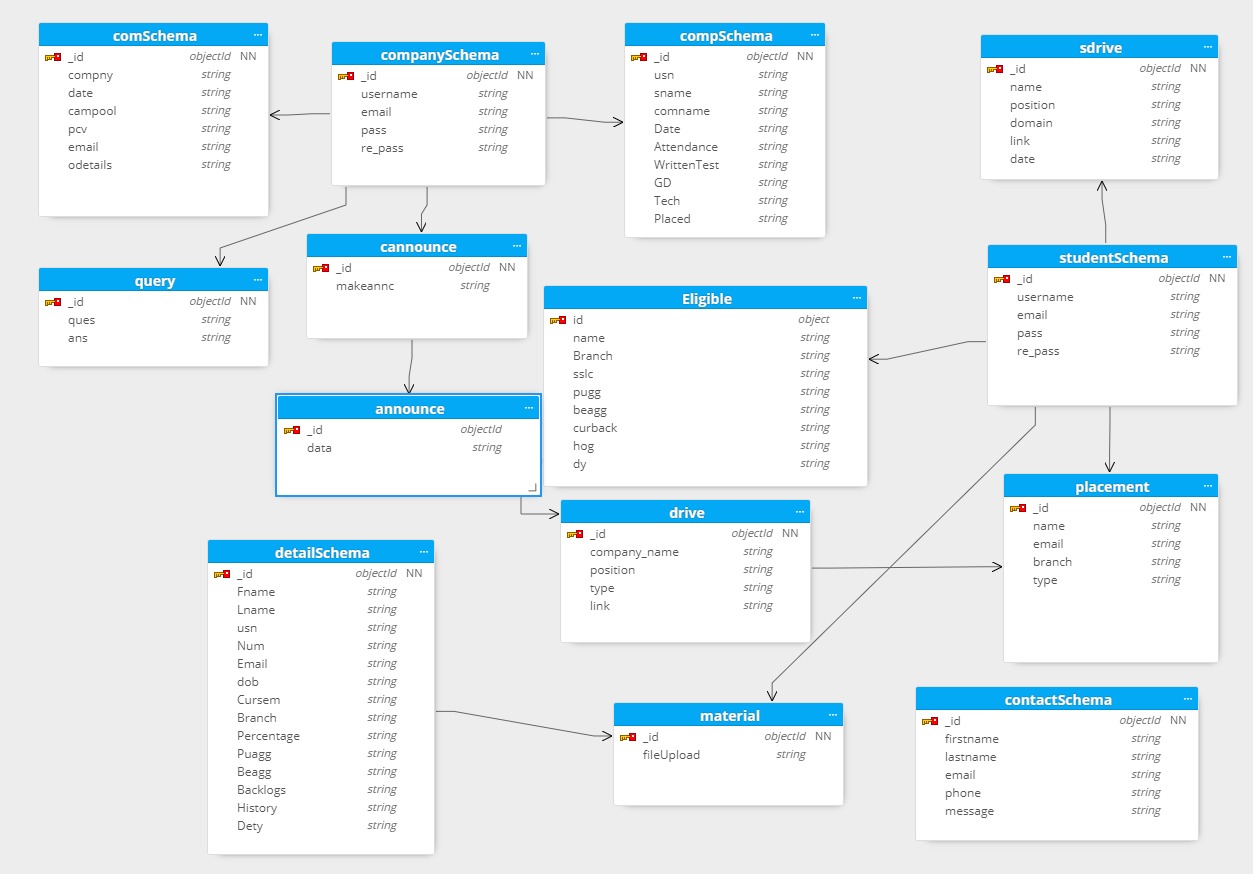 comSchema ...
_id objectId NN
compny string
date string
campool string
pcv string
email string
odetails string
companySchema ...
_id objectId NN
username string
email string
pass string
re_pass string
compSchema ...
_id objectId NN
usn string
sname string
comname string
Date string
Attendance string
WrittenTest string
GD string
Tech string
Placed string
sdrive ...
_id objectId NN
name string
position string
domain string
link string
date string
query ...
_id objectId NN
ques string
ans string
cannounce ...
_id objectId NN
makeannc string
Eligible ...
id object
name string
Branch string
sslc string
pugg string
beagg string
curback string
hog string
dy string
studentSchema ...
_id objectId NN
username string
email string
pass string
re_pass string
announce ...
_id objectId
data string
drive ...
_id objectId NN
company_name string
position string
type string
link string
placement ...
_id objectId NN
name string
email string
branch string
type string
detailSchema ...
_id objectId NN
Fname string
Lname string
usn string
Num string
Email string
dob string
Cursem string
Branch string
Percentage string
Puagg string
Beagg string
Backlogs string
History string
Dety string
material ...
_id objectId NN
fileUpload string
contactSchema ...
_id objectId NN
firstname string
lastname string
email string
phone string
message string